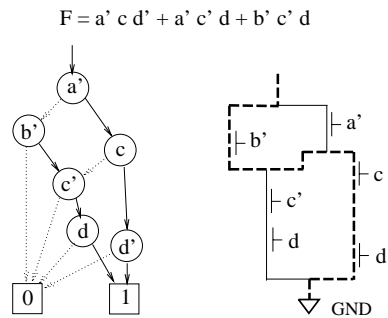 F = a' c d' + a' c' d + b' c' d
a'
b'
c
c'
d
d'
0
1
a'
b'
c
c'
d
d
GND